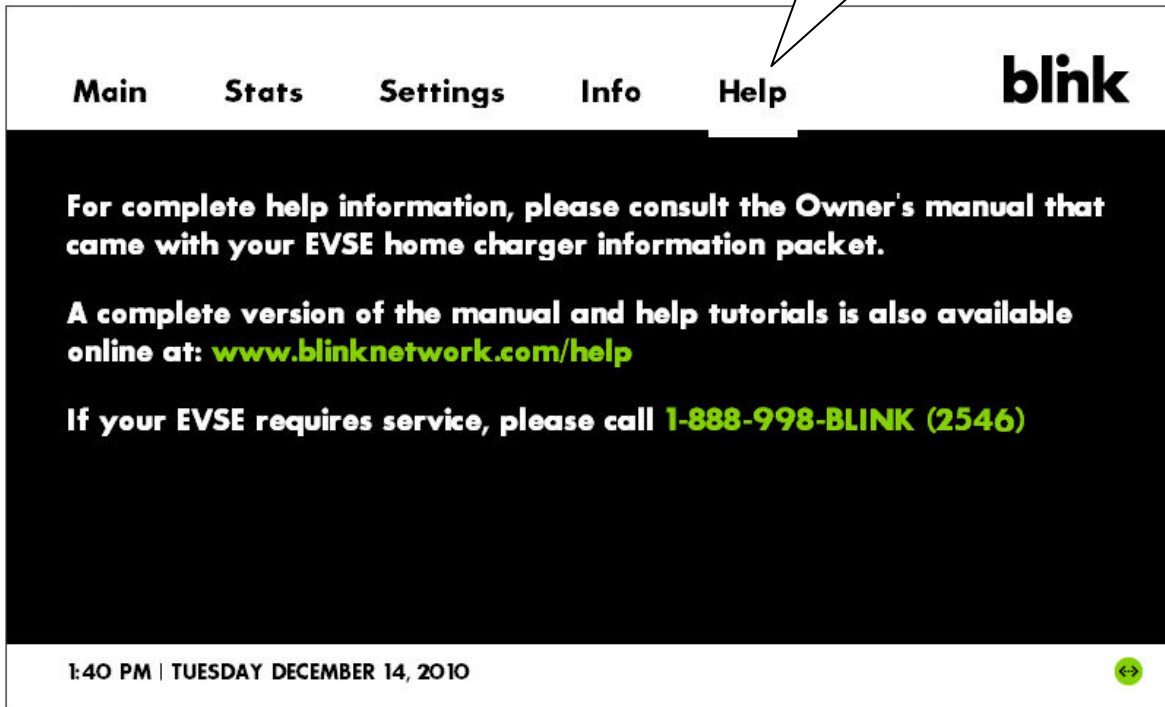 Main Stats Settings Info Help blink
For complete help information, please consult the Owner's manual that
came with your EVSE home charger information packet.
A complete version of the manual and help tutorials is also available
online at: www.blinknetwork.com/help
If your EVSE requires service, please call 1-888-998-BLINK (2546)
1:40 PM | TUESDAY DECEMBER 14, 2010